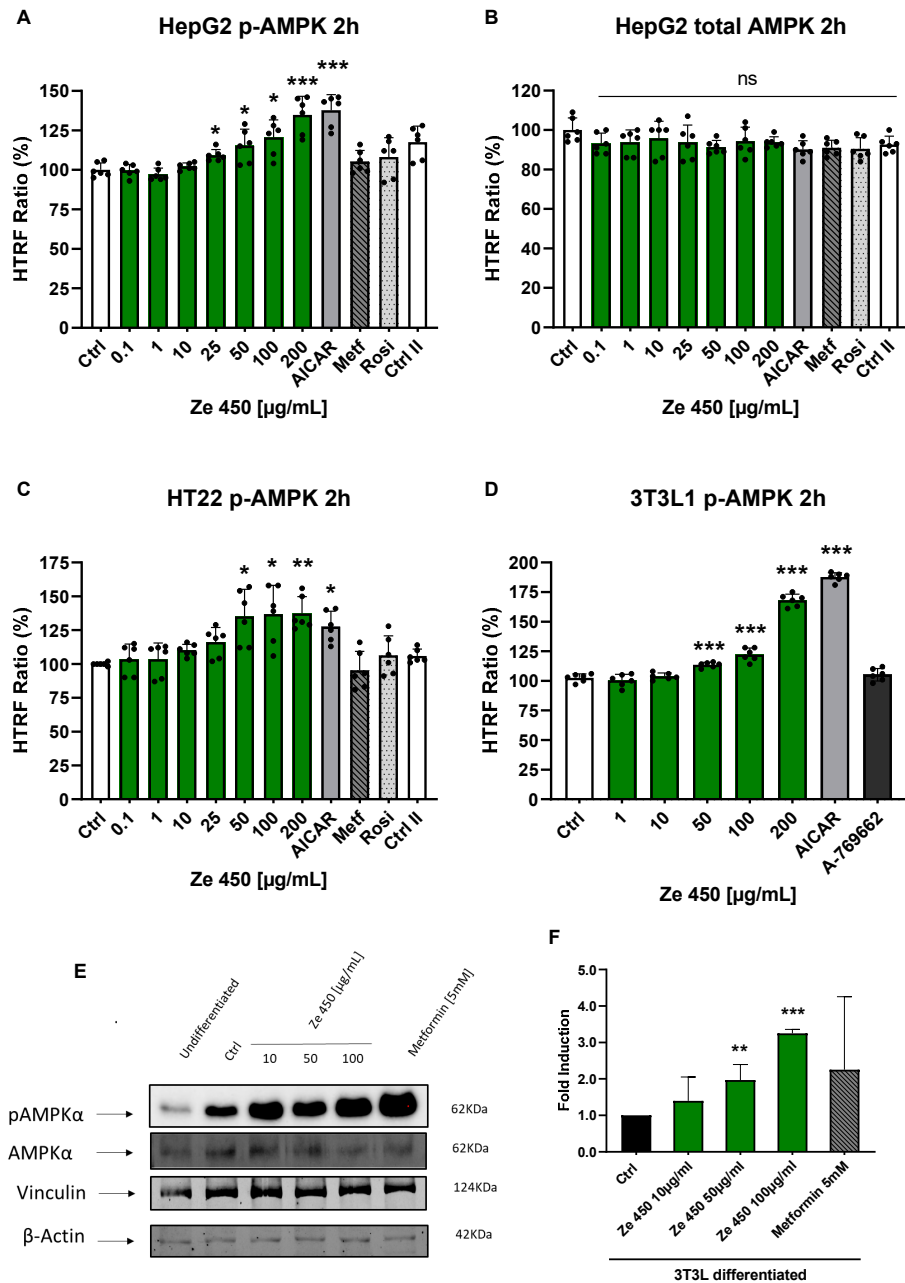 A
HepG2 p-AMPK 2h
HTRF Ratio (%)
150
125
100
75
50
25
0
* * * *** ***
Ctrl 0.1 1 10 25 50 100 200 AICAR Metf Rosi Ctrl II
Ze 450 [µg/mL]
B
HepG2 total AMPK 2h
HTRF Ratio (%)
120
100
80
60
40
20
0
ns
Ctrl 0.1 1 10 25 50 100 200 AICAR Metf Rosi Ctrl II
Ze 450 [µg/mL]
C
HT22 p-AMPK 2h
HTRF Ratio (%)
175
150
125
100
75
50
25
0
* * ** *
Ctrl 0.1 1 10 25 50 100 200 AICAR Metf Rosi Ctrl II
Ze 450 [µg/mL]
D
3T3L1 p-AMPK 2h
HTRF Ratio (%)
200
175
150
125
100
75
50
25
0
*** *** *** ***
Ctrl 1 10 50 100 200 AICAR A-769662
Ze 450 [µg/mL]
E
Undifferentiated Ctrl Ze 450 [µg/mL] Metformin [5mM]
10 50 100
pAMPKα 62KDa
AMPKα 62KDa
Vinculin 124KDa
β-Actin 42KDa
F
Fold Induction
5.0
4.0
3.0
2.0
1.0
0.0
** ***
Ctrl Ze 450 10µg/ml Ze 450 50µg/ml Ze 450 100µg/ml Metformin 5mM
3T3L differentiated